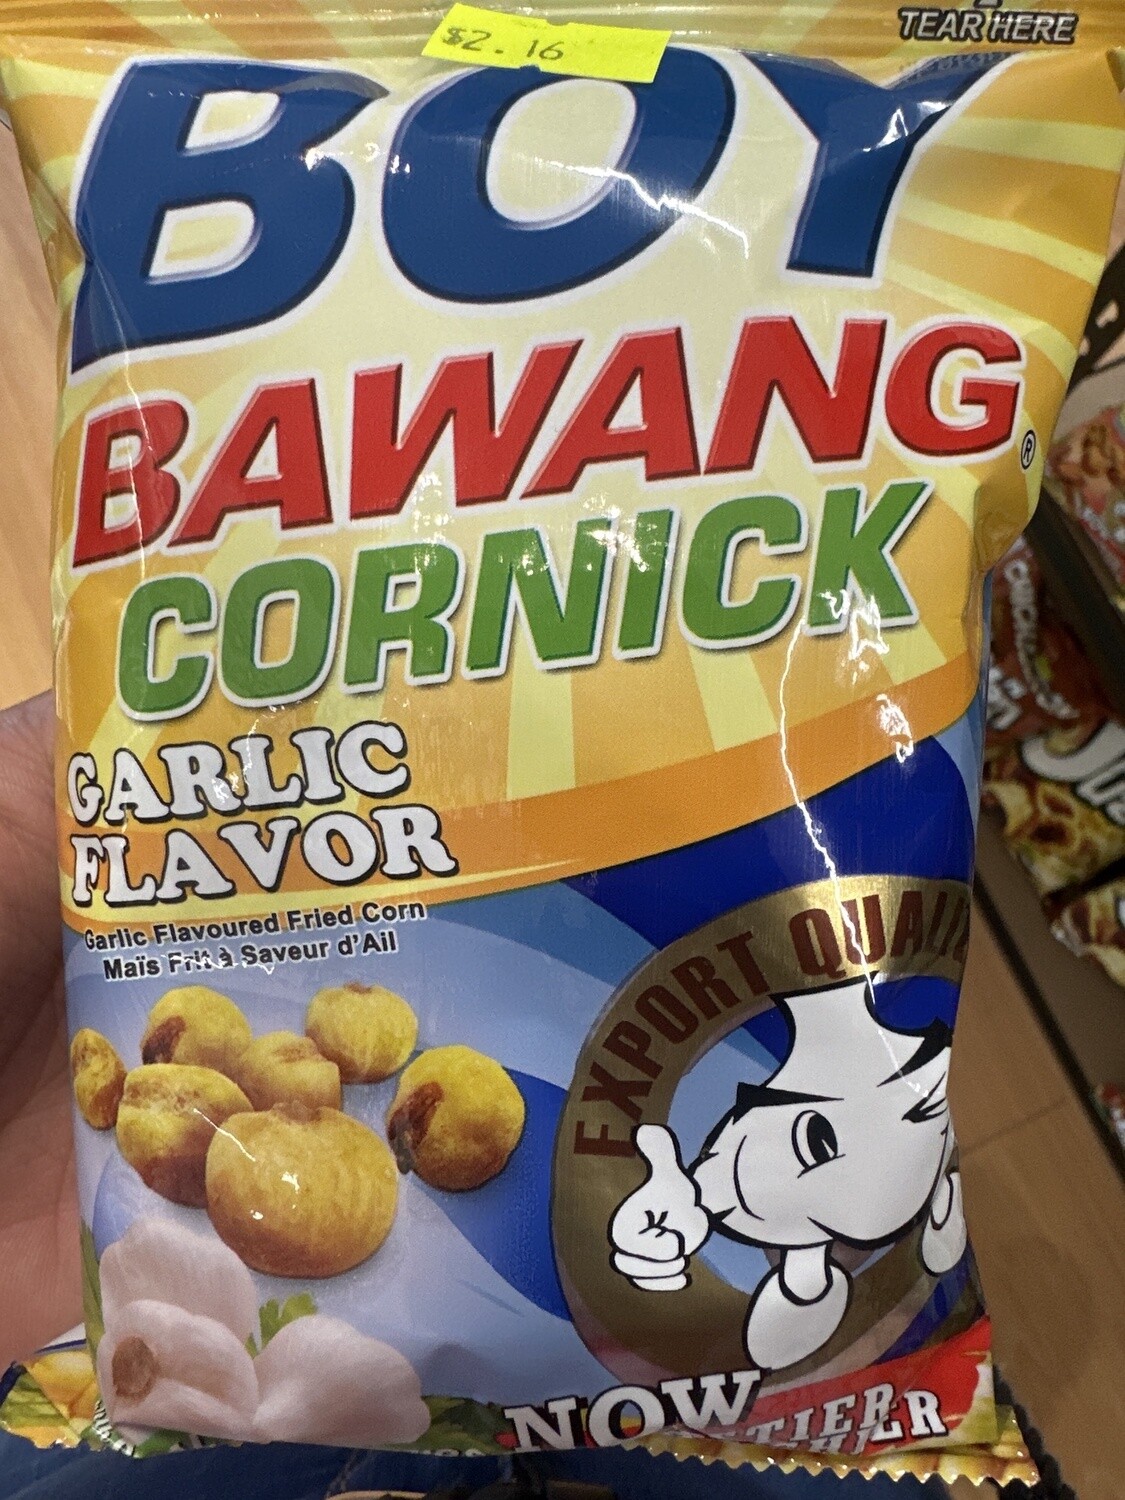 TEAR HERE
$2.16
BOY
BAWANG®
CORNICK
GARLIC
FLAVOR
Garlic Flavoured Fried Corn
Maïs Frit à Saveur d'Ail
EXPORT QUALI
NOW